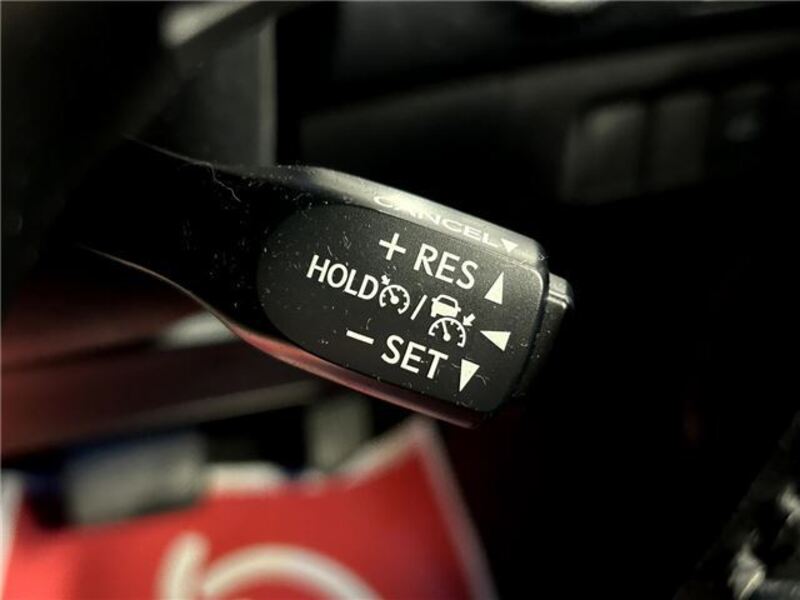 CANCEL
+ RES
HOLD /
- SET